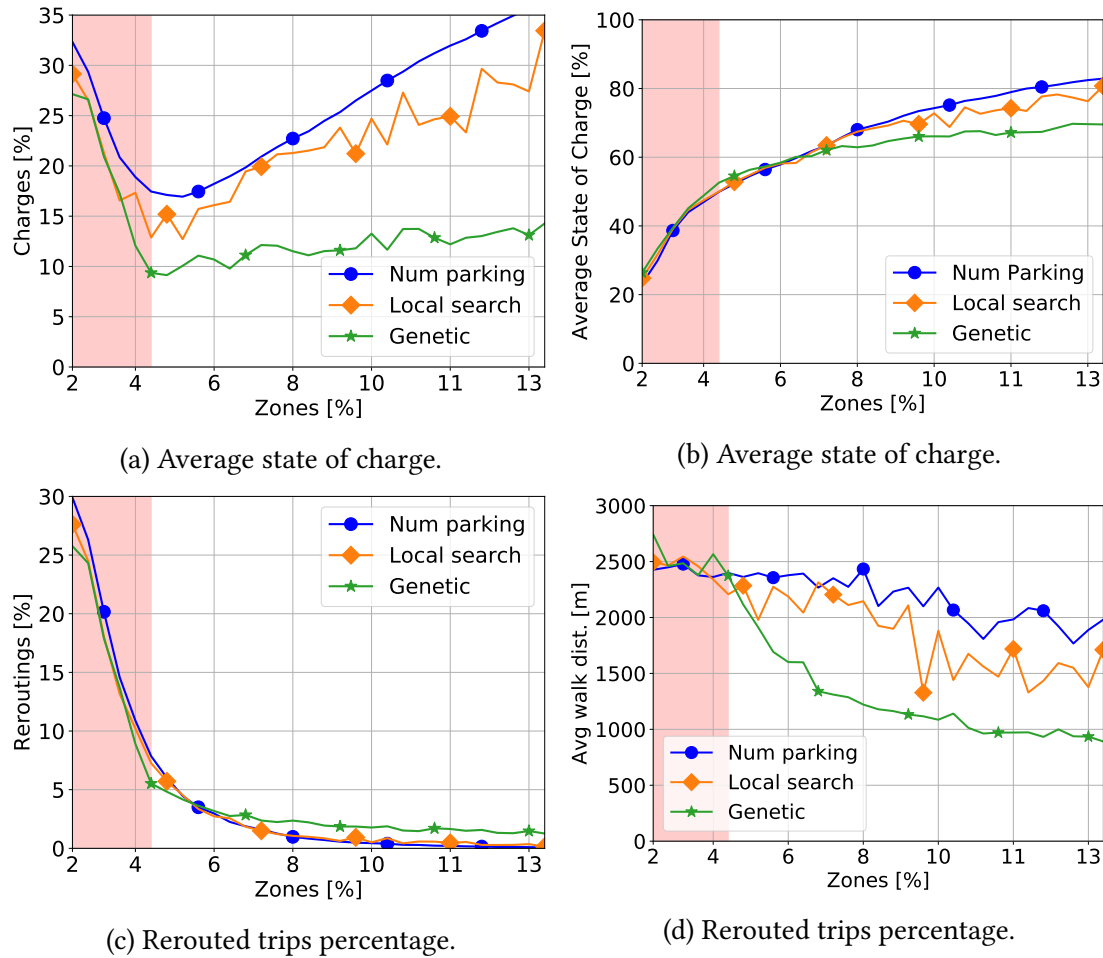 35
30
25
20
15
10
5
0
Charges [%]
2 4 6 8 10 11 13
Zones [%]
Num parking
Local search
Genetic
(a) Average state of charge.
100
80
60
40
20
0
Average State of Charge [%]
2 4 6 8 10 11 13
Zones [%]
Num Parking
Local search
Genetic
(b) Average state of charge.
30
25
20
15
10
5
0
Reroutings [%]
2 4 6 8 10 11 13
Zones [%]
Num parking
Local search
Genetic
(c) Rerouted trips percentage.
3000
2500
2000
1500
1000
500
0
Avg walk dist. [m]
2 4 6 8 10 11 13
Zones [%]
Num parking
Local search
Genetic
(d) Rerouted trips percentage.